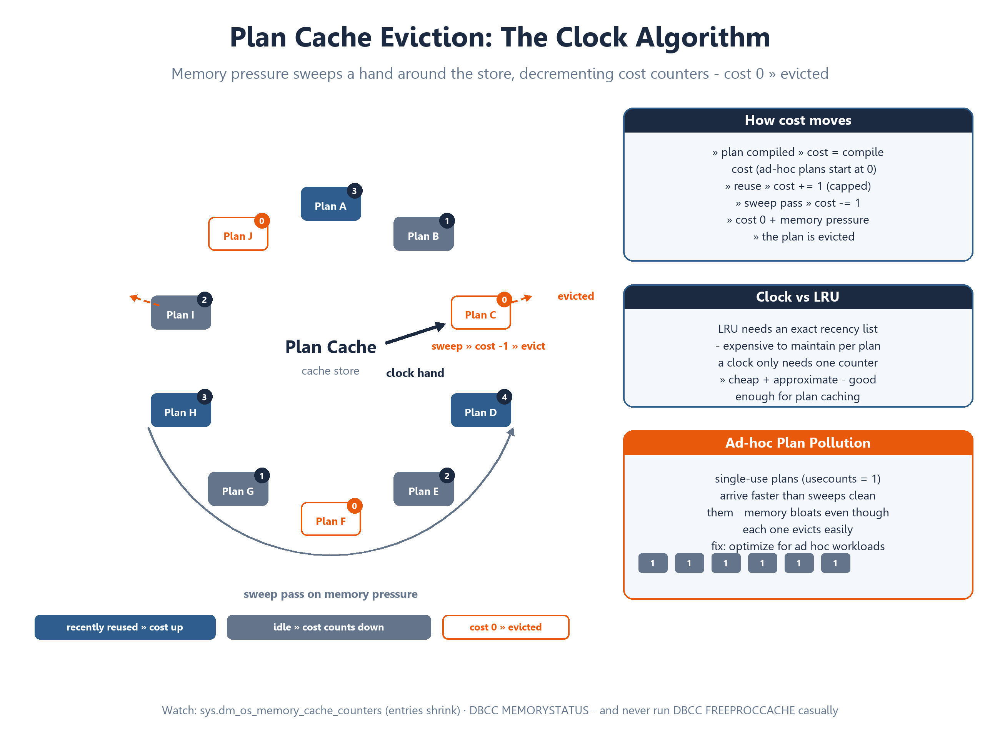 Plan Cache Eviction: The Clock Algorithm
Memory pressure sweeps a hand around the store, decrementing cost counters - cost 0 » evicted
3
Plan A
0
Plan J
1
Plan B
2
Plan I
0
Plan C
evicted
sweep » cost -1 » evict
Plan Cache
cache store
clock hand
3
Plan H
4
Plan D
1
Plan G
2
Plan E
0
Plan F
sweep pass on memory pressure
recently reused » cost up
idle » cost counts down
cost 0 » evicted
How cost moves
» plan compiled » cost = compile
cost (ad-hoc plans start at 0)
» reuse » cost += 1 (capped)
» sweep pass » cost -= 1
» cost 0 + memory pressure
» the plan is evicted
Clock vs LRU
LRU needs an exact recency list
- expensive to maintain per plan
a clock only needs one counter
» cheap + approximate - good
enough for plan caching
Ad-hoc Plan Pollution
single-use plans (usecounts = 1)
arrive faster than sweeps clean
them - memory bloats even though
each one evicts easily
fix: optimize for ad hoc workloads
1 1 1 1 1 1
Watch: sys.dm_os_memory_cache_counters (entries shrink) · DBCC MEMORYSTATUS - and never run DBCC FREEPROCCACHE casually